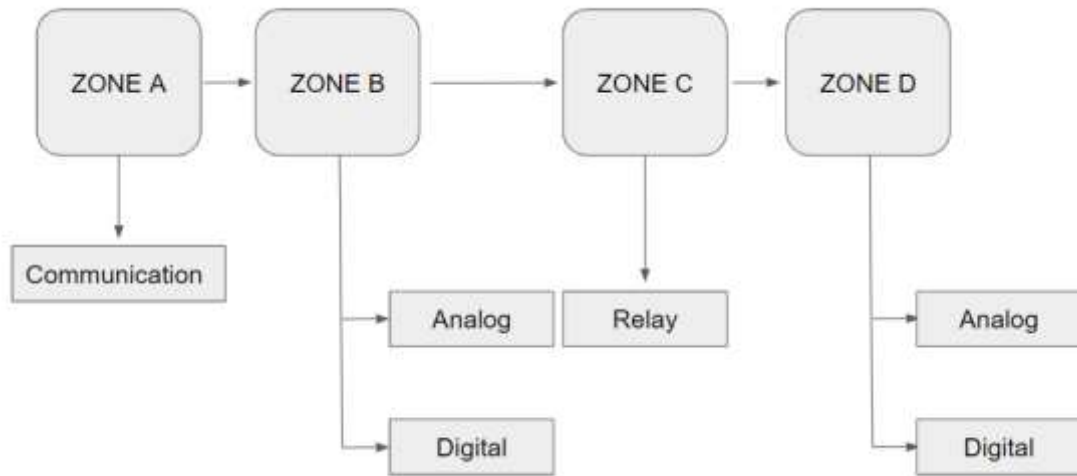 ZONE A
ZONE B
ZONE C
ZONE D
Communication
Analog
Relay
Analog
Digital
Digital